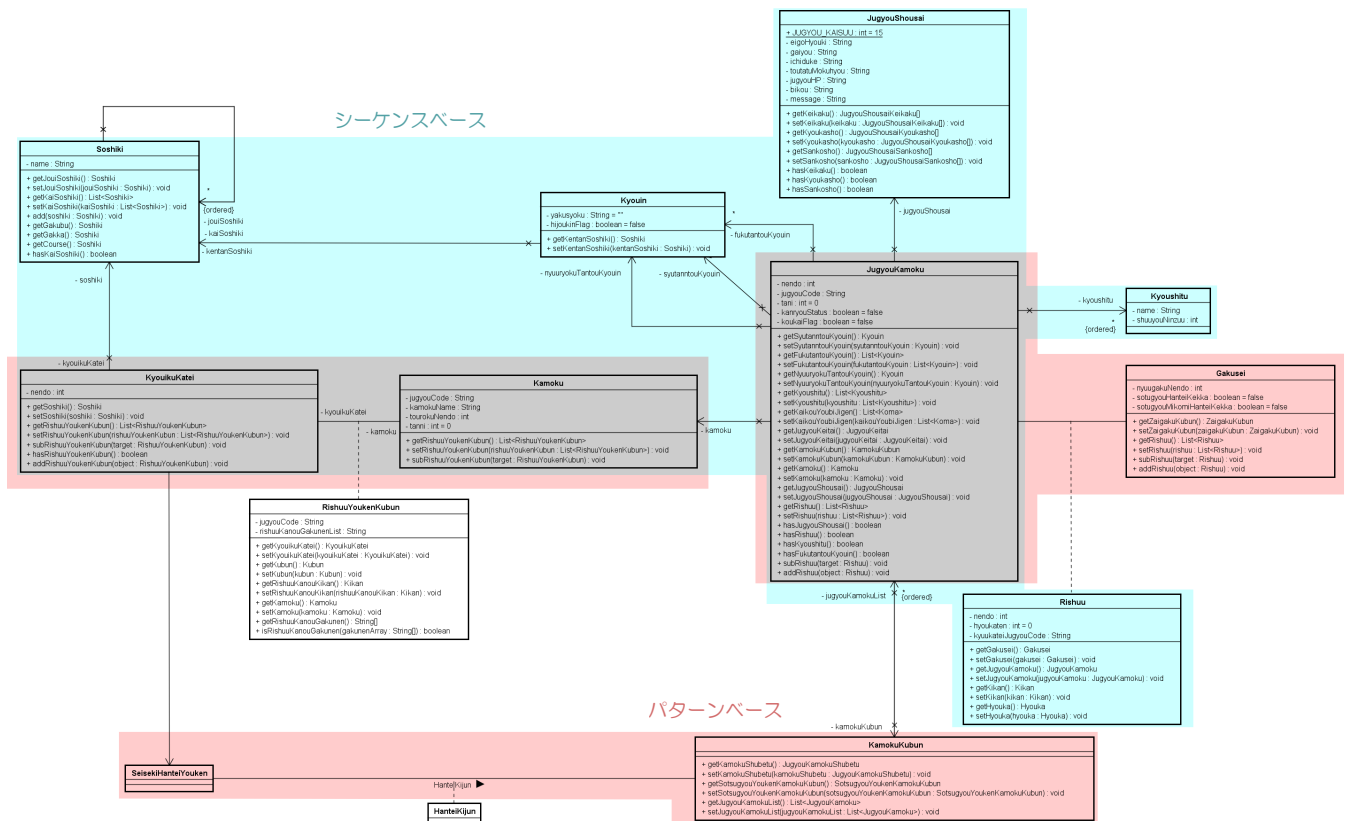 JugyouShousai
+ JUGYOU_KAISUU : int = 15
- eigoHyouki : String
- gaiyou : String
- ichiduke : String
- toutatuMokuhyou : String
- jugyouHP : String
- bikou : String
- message : String
+ getKeikaku() : JugyouShousaiKeikaku[]
+ setKeikaku(keikaku : JugyouShousaiKeikaku[]) : void
+ getKyoukasho() : JugyouShousaiKyoukasho[]
+ setKyoukasho(kyoukasho : JugyouShousaiKyoukasho[]) : void
+ getSankosho() : JugyouShousaiSankosho[]
+ setSankosho(sankosho : JugyouShousaiSankosho[]) : void
+ hasKeikaku() : boolean
+ hasKyoukasho() : boolean
+ hasSankosho() : boolean
シーケンスベース
Soshiki
- name : String
+ getJouiSoshiki() : Soshiki
+ setJouiSoshiki(jouiSoshiki : Soshiki) : void
+ getKaiSoshiki() : List<Soshiki>
+ setKaiSoshiki(kaiSoshiki : List<Soshiki>) : void
+ add(soshiki : Soshiki) : void
+ getGakubu() : Soshiki
+ getGakka() : Soshiki
+ getCourse() : Soshiki
+ hasKaiSoshiki() : boolean
*
{ordered}
- jouiSoshiki
- kaiSoshiki
- kentanSoshiki
- soshiki
Kyouin
- yakusyoku : String = ""
- hijoukinFlag : boolean = false
+ getKentanSoshiki() : Soshiki
+ setKentanSoshiki(kentanSoshiki : Soshiki) : void
*
- fukutantouKyouin
- jugyouShousai
- nyuuryokuTantouKyouin
- syutanntouKyouin
JugyouKamoku
- nendo : int
- jugyouCode : String
- tani : int = 0
- kanryouStatus : boolean = false
- koukaiFlag : boolean = false
+ getSyutanntouKyouin() : Kyouin
+ setSyutanntouKyouin(syutanntouKyouin : Kyouin) : void
+ getFukutantouKyouin() : List<Kyouin>
+ setFukutantouKyouin(fukutantouKyouin : List<Kyouin>) : void
+ getNyuuryokuTantouKyouin() : Kyouin
+ setNyuuryokuTantouKyouin(nyuuryokuTantouKyouin : Kyouin) : void
+ getKyoushitu() : List<Kyoushitu>
+ setKyoushitu(kyoushitu : List<Kyoushitu>) : void
+ getKaikouYoubiJigen() : List<Koma>
+ setKaikouYoubiJigen(kaikouYoubiJigen : List<Koma>) : void
+ getJugyouKeitai() : JugyouKeitai
+ setJugyouKeitai(jugyouKeitai : JugyouKeitai) : void
+ getKamokuKubun() : KamokuKubun
+ setKamokuKubun(kamokuKubun : KamokuKubun) : void
+ getKamoku() : Kamoku
+ setKamoku(kamoku : Kamoku) : void
+ getJugyouShousai() : JugyouShousai
+ setJugyouShousai(jugyouShousai : JugyouShousai) : void
+ getRishuu() : List<Rishuu>
+ setRishuu(rishuu : List<Rishuu>) : void
+ hasJugyouShousai() : boolean
+ hasRishuu() : boolean
+ hasKyoushitu() : boolean
+ hasFukutantouKyouin() : boolean
+ subRishuu(target : Rishuu) : void
+ addRishuu(object : Rishuu) : void
- kyoushitu
*
{ordered}
Kyoushitu
- name : String
- shuuyouNinzuu : int
Gakusei
- nyuugakuNendo : int
- sotugyouHanteiKekka : boolean = false
- sotugyouMikomiHanteiKekka : boolean = false
+ getZaigakuKubun() : ZaigakuKubun
+ setZaigakuKubun(zaigakuKubun : ZaigakuKubun) : void
+ getRishuu() : List<Rishuu>
+ setRishuu(rishuu : List<Rishuu>) : void
+ subRishuu(target : Rishuu) : void
+ addRishuu(object : Rishuu) : void
- kyouikuKatei
KyouikuKatei
- nendo : int
+ getSoshiki() : Soshiki
+ setSoshiki(soshiki : Soshiki) : void
+ getRishuuYoukenKubun() : List<RishuuYoukenKubun>
+ setRishuuYoukenKubun(rishuuYoukenKubun : List<RishuuYoukenKubun>) : void
+ subRishuuYoukenKubun(target : RishuuYoukenKubun) : void
+ hasRishuuYoukenKubun() : boolean
+ addRishuuYoukenKubun(object : RishuuYoukenKubun) : void
- kyouikuKatei
- kamoku
Kamoku
- jugyouCode : String
- kamokuName : String
- tourokuNendo : int
- tanni : int = 0
+ getRishuuYoukenKubun() : List<RishuuYoukenKubun>
+ setRishuuYoukenKubun(rishuuYoukenKubun : List<RishuuYoukenKubun>) : void
+ subRishuuYoukenKubun(target : RishuuYoukenKubun) : void
- kamoku
RishuuYoukenKubun
- jugyouCode : String
- rishuuKanouGakunenList : String
+ getKyouikuKatei() : KyouikuKatei
+ setKyouikuKatei(kyouikuKatei : KyouikuKatei) : void
+ getKubun() : Kubun
+ setKubun(kubun : Kubun) : void
+ getRishuuKanouKikan() : Kikan
+ setRishuuKanouKikan(rishuuKanouKikan : Kikan) : void
+ getKamoku() : Kamoku
+ setKamoku(kamoku : Kamoku) : void
+ getRishuuKanouGakunen() : String[]
+ isRishuuKanouGakunen(gakunenArray : String[]) : boolean
- jugyouKamokuList
*
{ordered}
Rishuu
- nendo : int
- hyoukaten : int = 0
- kyuukateiJugyouCode : String
+ getGakusei() : Gakusei
+ setGakusei(gakusei : Gakusei) : void
+ getJugyouKamoku() : JugyouKamoku
+ setJugyouKamoku(jugyouKamoku : JugyouKamoku) : void
+ getKikan() : Kikan
+ setKikan(kikan : Kikan) : void
+ getHyouka() : Hyouka
+ setHyouka(hyouka : Hyouka) : void
パターンベース
- kamokuKubun
KamokuKubun
+ getKamokuShubetu() : JugyouKamokuShubetu
+ setKamokuShubetu(kamokuShubetu : JugyouKamokuShubetu) : void
+ getSotsugyouYoukenKamokuKubun() : SotsugyouYoukenKamokuKubun
+ setSotsugyouYoukenKamokuKubun(sotsugyouYoukenKamokuKubun : SotsugyouYoukenKamokuKubun) : void
+ getJugyouKamokuList() : List<JugyouKamoku>
+ setJugyouKamokuList(jugyouKamokuList : List<JugyouKamoku>) : void
SeisekiHanteiYouken
HanteiKijun ▶
HanteiKijun